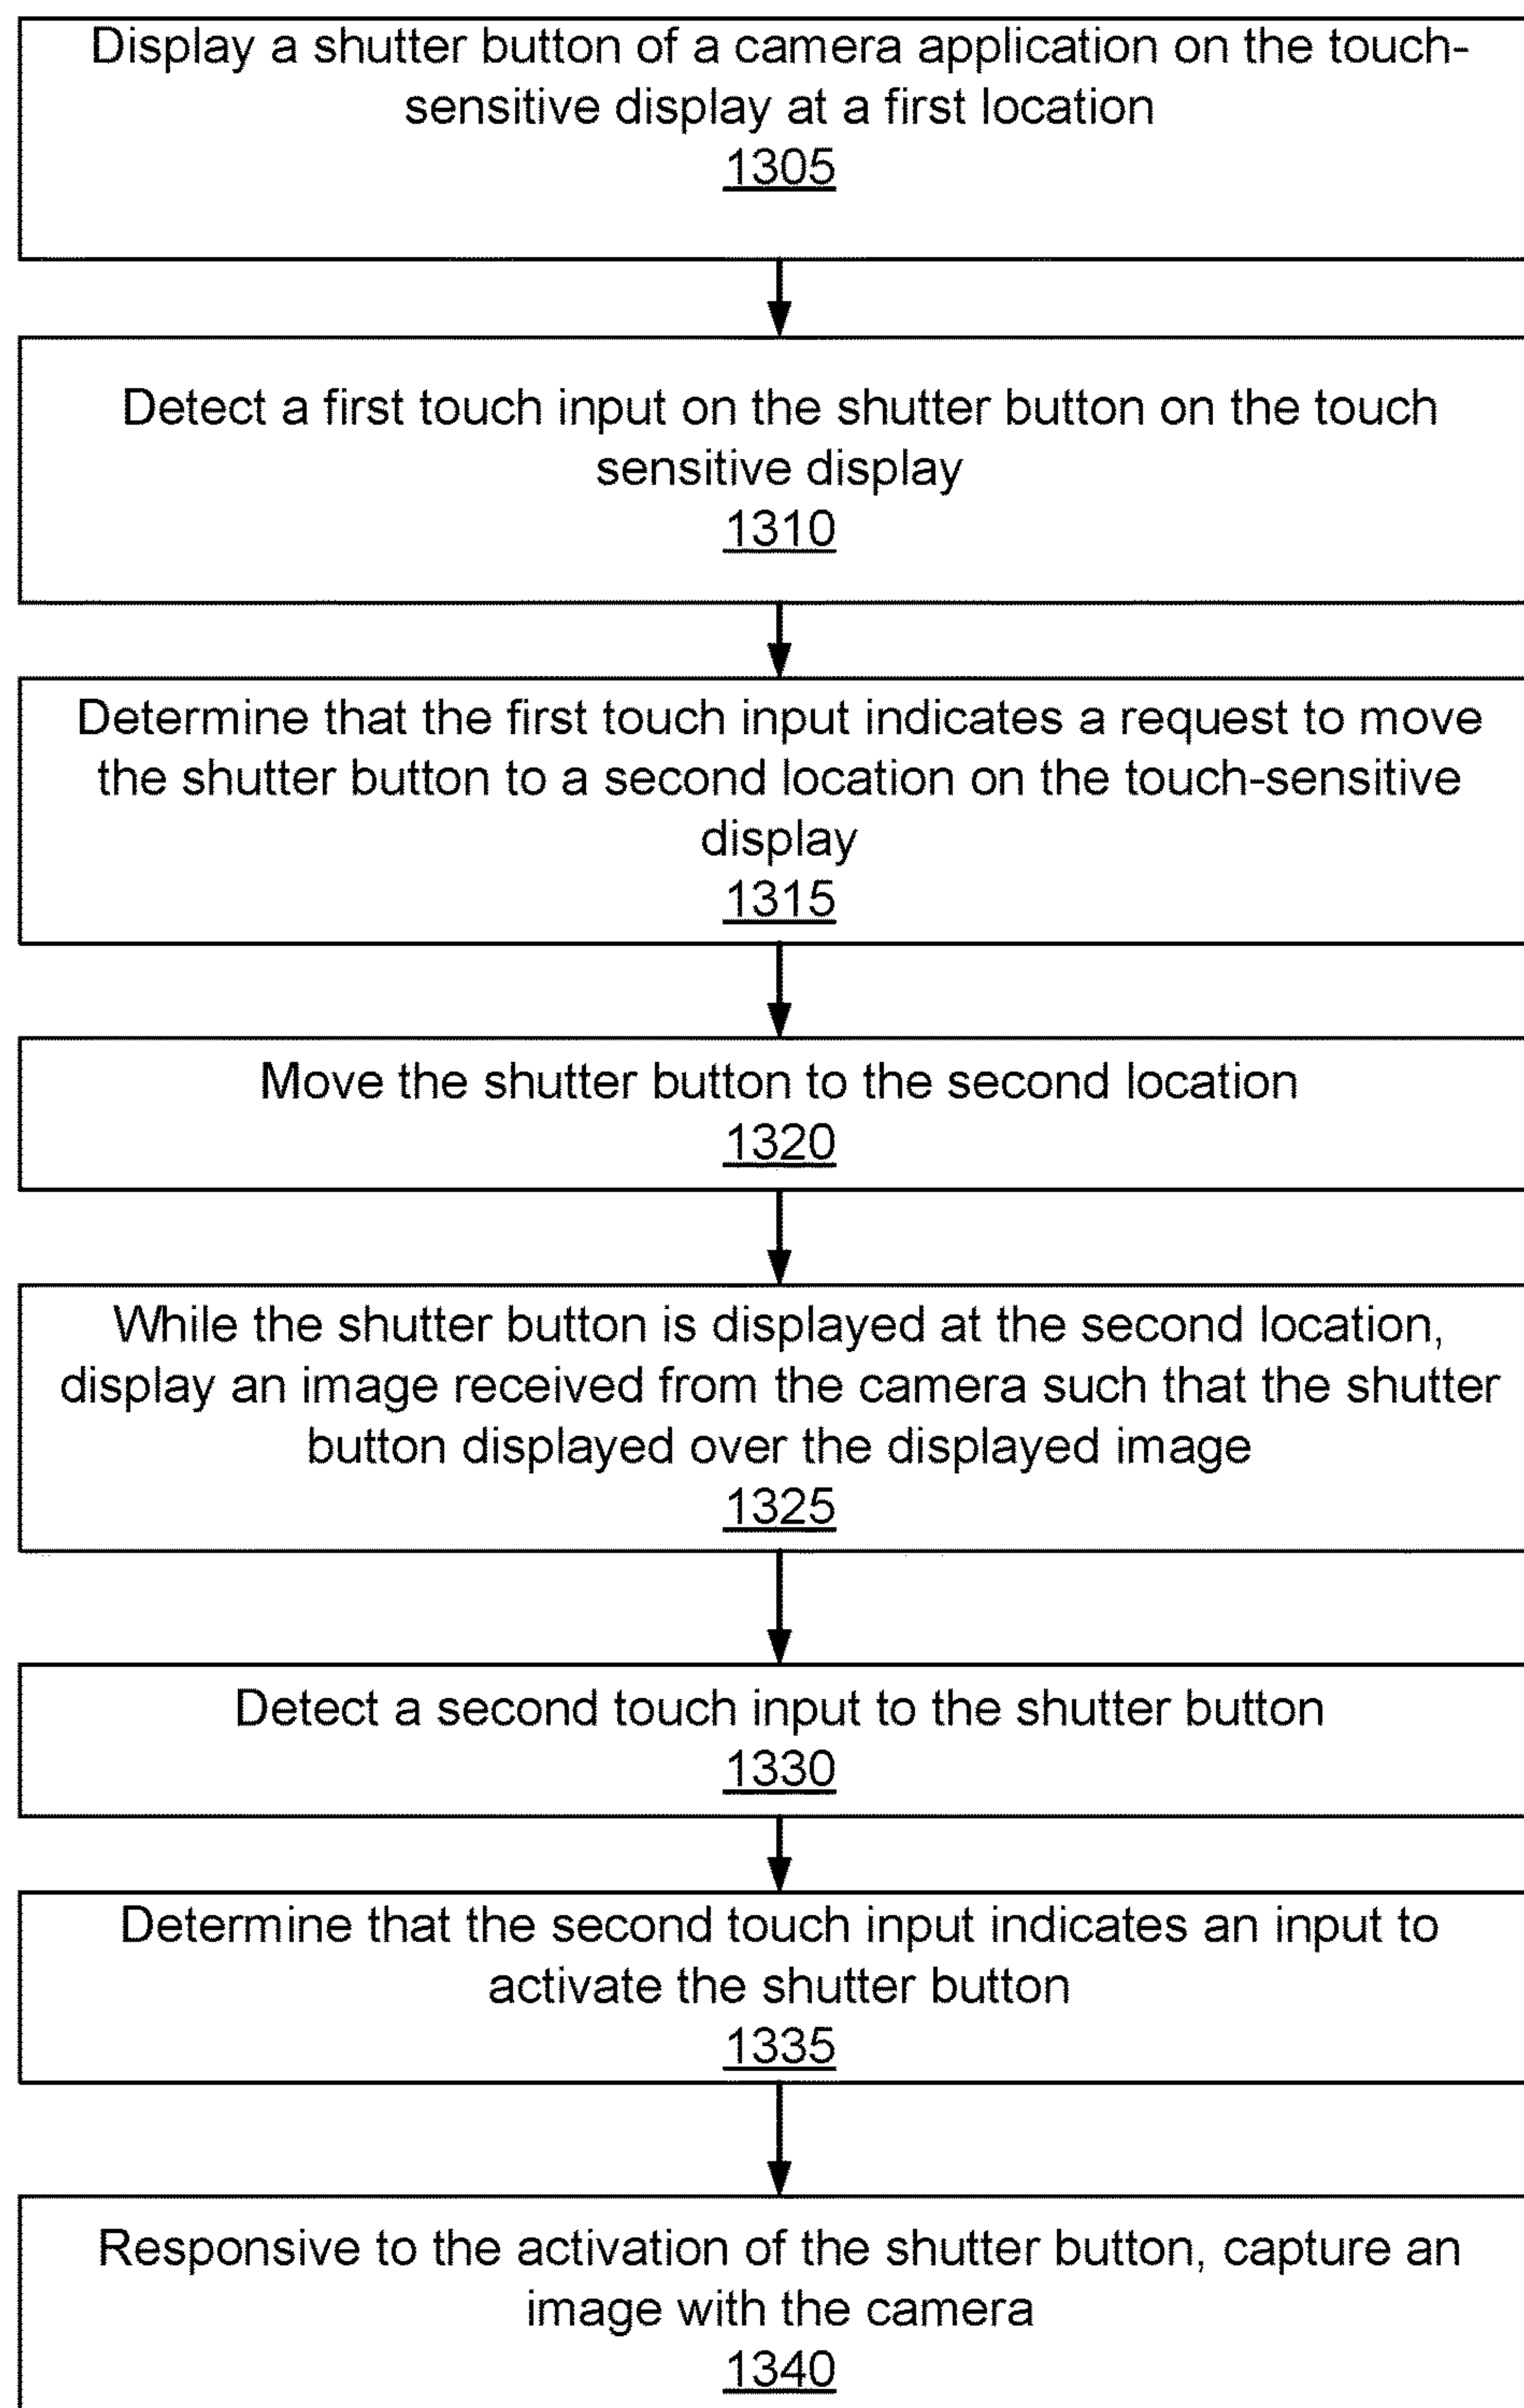 Display a shutter button of a camera application on the touch-
sensitive display at a first location
1305
Detect a first touch input on the shutter button on the touch
sensitive display
1310
Determine that the first touch input indicates a request to move
the shutter button to a second location on the touch-sensitive
display
1315
Move the shutter button to the second location
1320
While the shutter button is displayed at the second location,
display an image received from the camera such that the shutter
button displayed over the displayed image
1325
Detect a second touch input to the shutter button
1330
Determine that the second touch input indicates an input to
activate the shutter button
1335
Responsive to the activation of the shutter button, capture an
image with the camera
1340